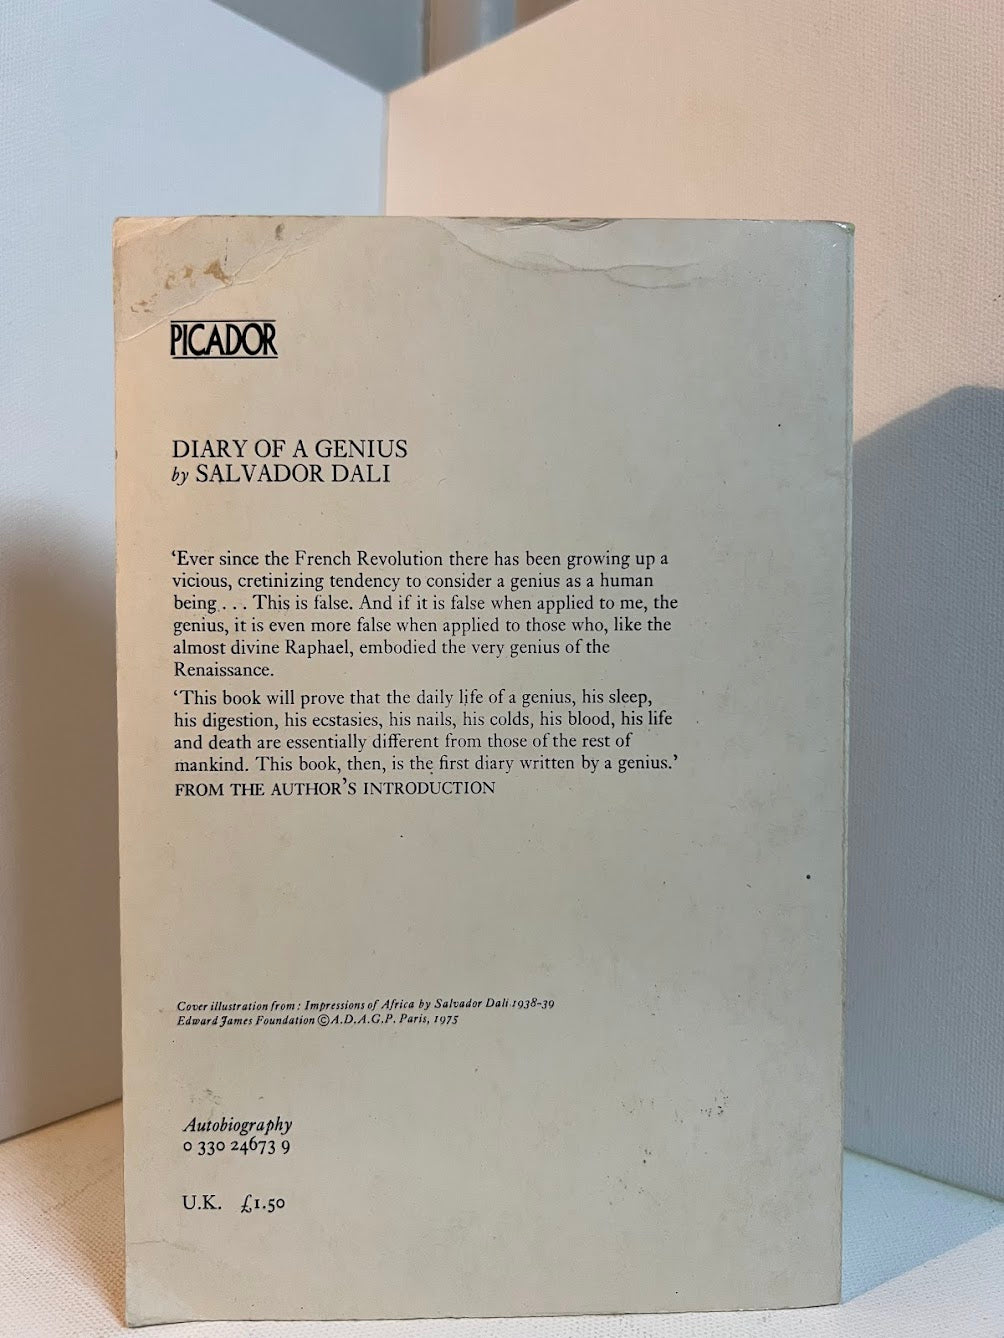 PICADOR
DIARY OF A GENIUS
by SALVADOR DALI
‘Ever since the French Revolution there has been growing up a
vicious, cretinizing tendency to consider a genius as a human
being . . . This is false. And if it is false when applied to me, the
genius, it is even more false when applied to those who, like the
almost divine Raphael, embodied the very genius of the
Renaissance.
‘This book will prove that the daily life of a genius, his sleep,
his digestion, his ecstasies, his nails, his colds, his blood, his life
and death are essentially different from those of the rest of
mankind. This book, then, is the first diary written by a genius.’
FROM THE AUTHOR’S INTRODUCTION
Cover illustration from: Impressions of Africa by Salvador Dali 1938-39
Edward James Foundation © A.D.A.G.P. Paris, 1975
Autobiography
0 330 24673 9
U.K. £1.50